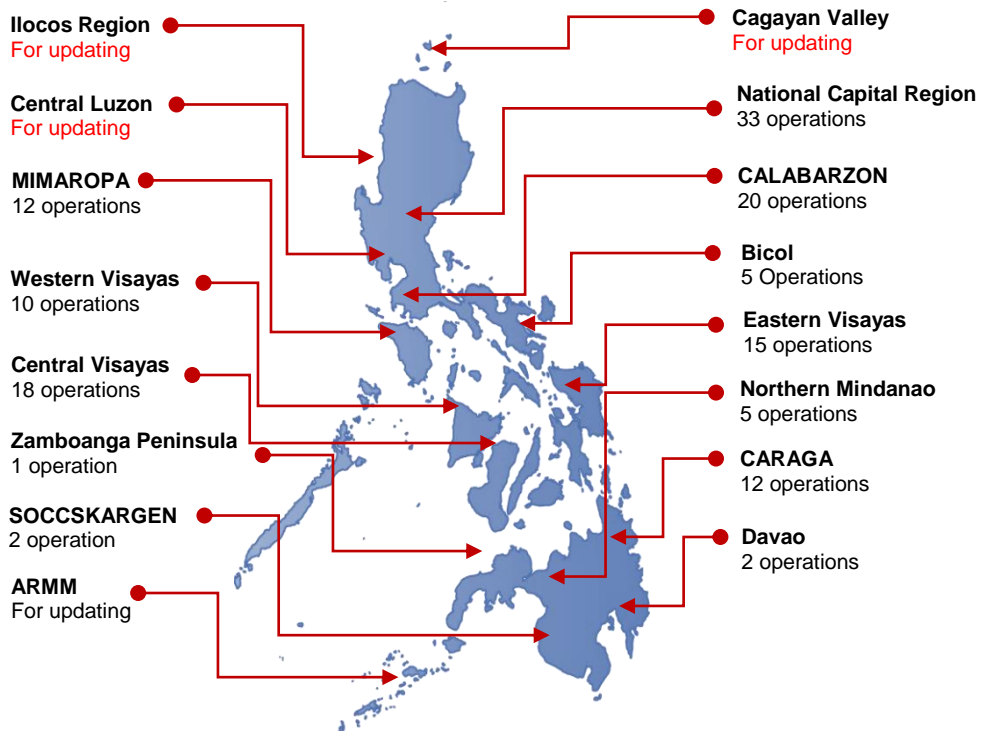 Ilocos Region
For updating
Central Luzon
For updating
MIMAROPA
12 operations
Western Visayas
10 operations
Central Visayas
18 operations
Zamboanga Peninsula
1 operation
SOCCSKARGEN
2 operation
ARMM
For updating
Cagayan Valley
For updating
National Capital Region
33 operations
CALABARZON
20 operations
Bicol
5 Operations
Eastern Visayas
15 operations
Northern Mindanao
5 operations
CARAGA
12 operations
Davao
2 operations